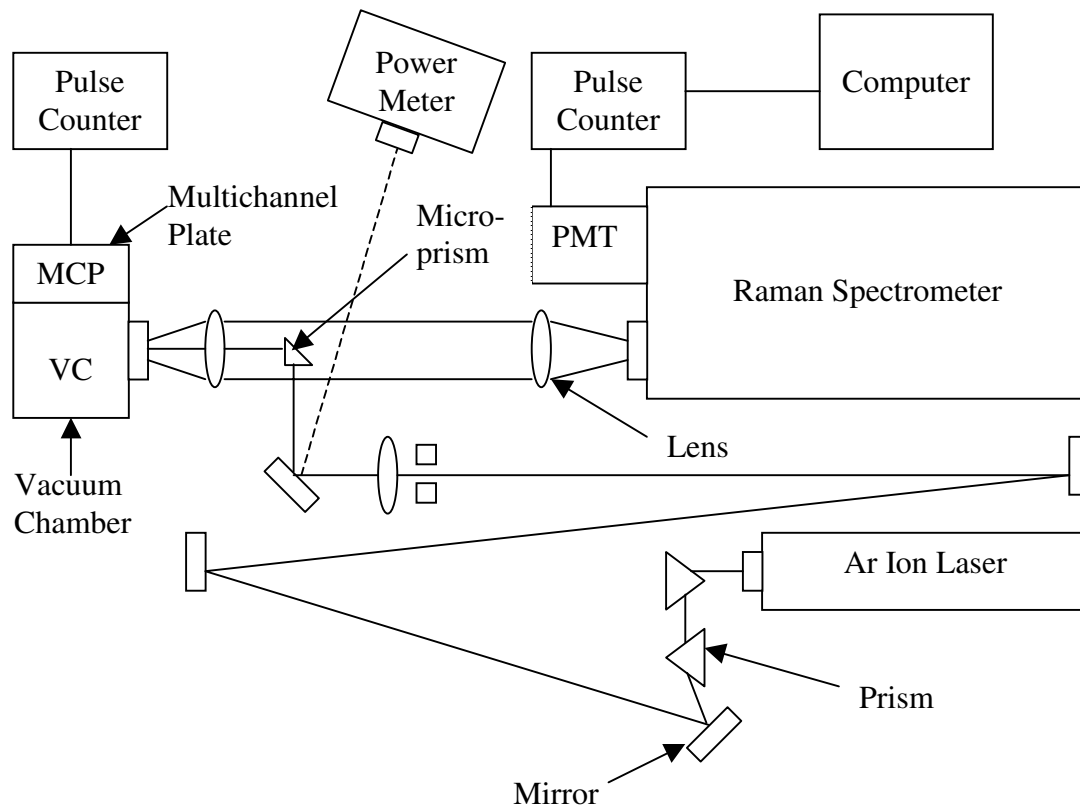 Pulse
Counter
Power
Meter
Pulse
Counter
Computer
Multichannel
Plate
Micro-
prism
MCP
PMT
Raman Spectrometer
VC
Lens
Vacuum
Chamber
Ar Ion Laser
Prism
Mirror